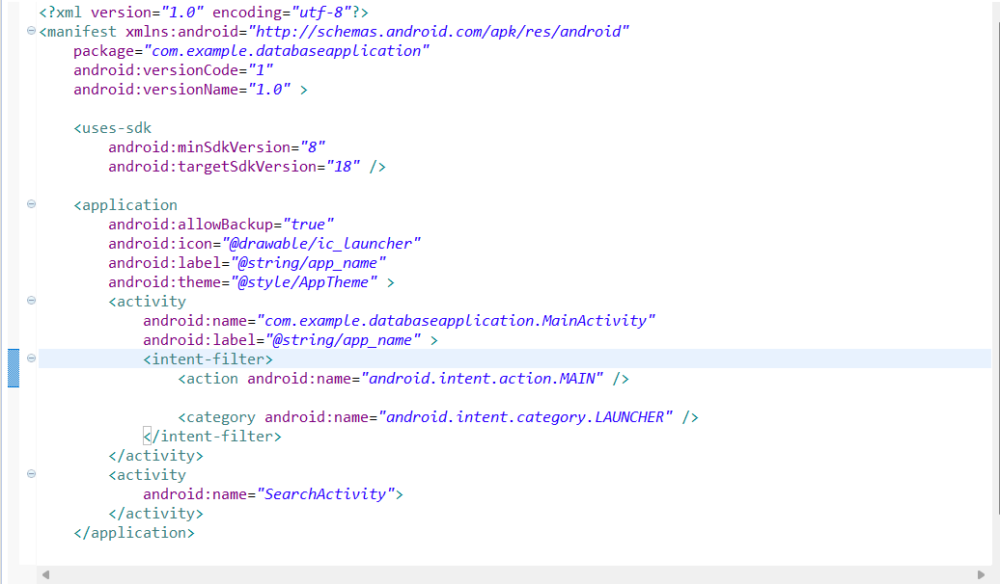 <?xml version="1.0" encoding="utf-8"?>
<manifest xmlns:android="http://schemas.android.com/apk/res/android"
    package="com.example.databaseapplication"
    android:versionCode="1"
    android:versionName="1.0" >

    <uses-sdk
        android:minSdkVersion="8"
        android:targetSdkVersion="18" />

    <application
        android:allowBackup="true"
        android:icon="@drawable/ic_launcher"
        android:label="@string/app_name"
        android:theme="@style/AppTheme" >
        <activity
            android:name="com.example.databaseapplication.MainActivity"
            android:label="@string/app_name" >
            <intent-filter>
                <action android:name="android.intent.action.MAIN" />

                <category android:name="android.intent.category.LAUNCHER" />
            </intent-filter>
        </activity>
        <activity
            android:name="SearchActivity">
        </activity>
    </application>